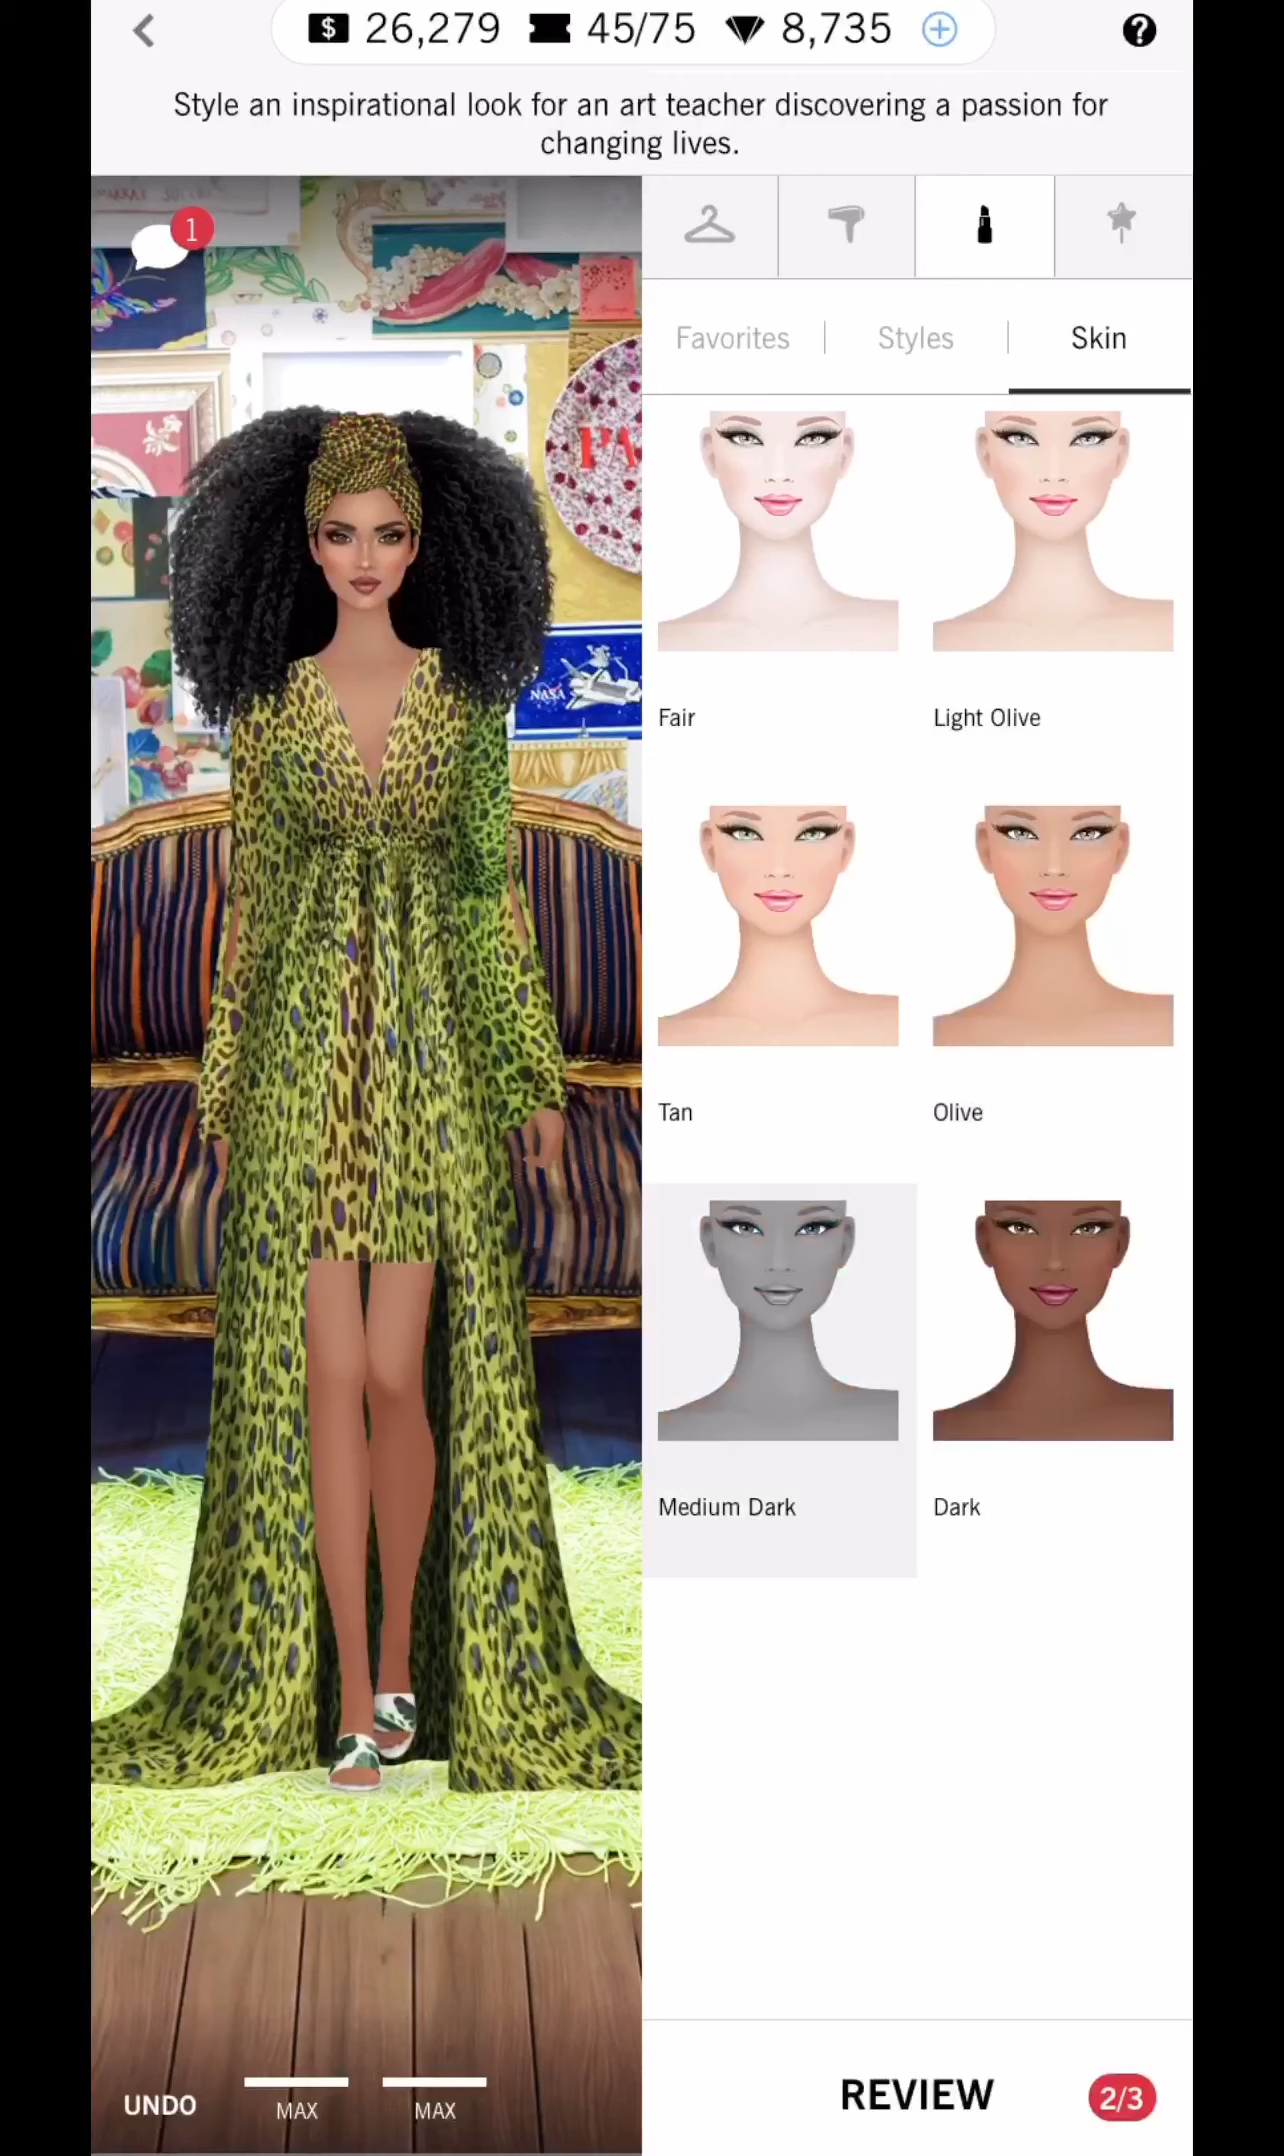 $ 26,279 45/75 8,735
?
Style an inspirational look for an art teacher discovering a passion for
changing lives.
1
Favorites
Styles
Skin
NASA
Fair
Light Olive
Tan
Olive
Medium Dark
Dark
UNDO
MAX
MAX
REVIEW
2/3